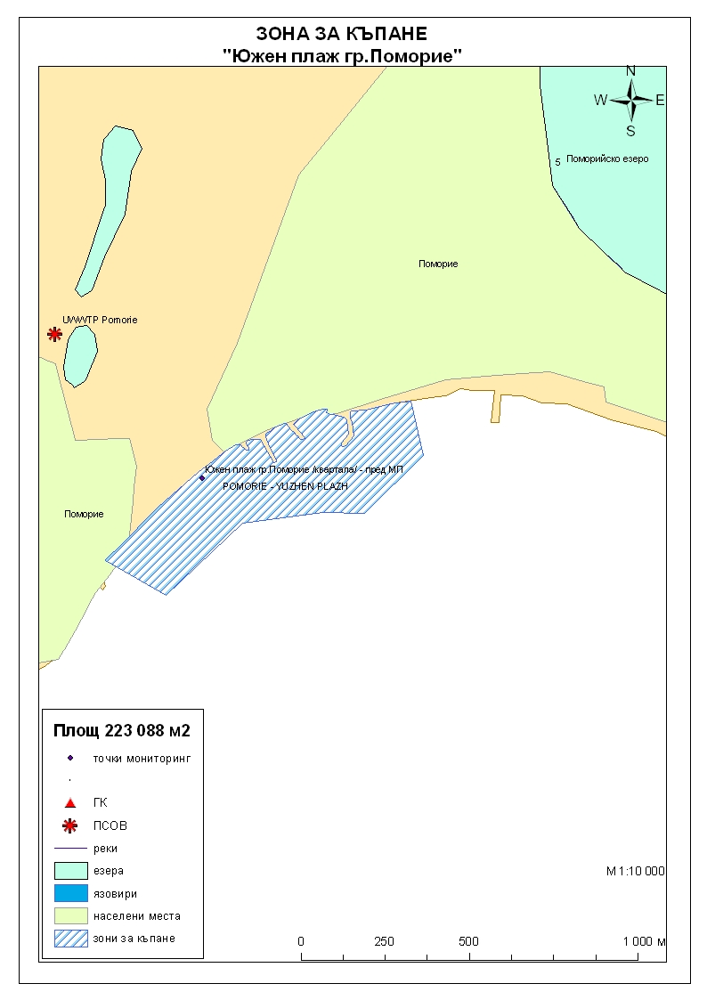 ЗОНА ЗА КЪПАНЕ
"Южен плаж гр.Поморие"
N
W E
S
5 Поморийско езеро
Поморие
UWWTP Pomorie
Южен плаж гр.Поморие /квартала/ - пред МП
POMORIE - YUZHEN PLAZH
Поморие
Площ 223 088 м2
точки мониторинг
ГК
ПСОВ
реки
езера
язовири
населени места
зони за къпане
М 1:10 000
0 250 500 1 000 м